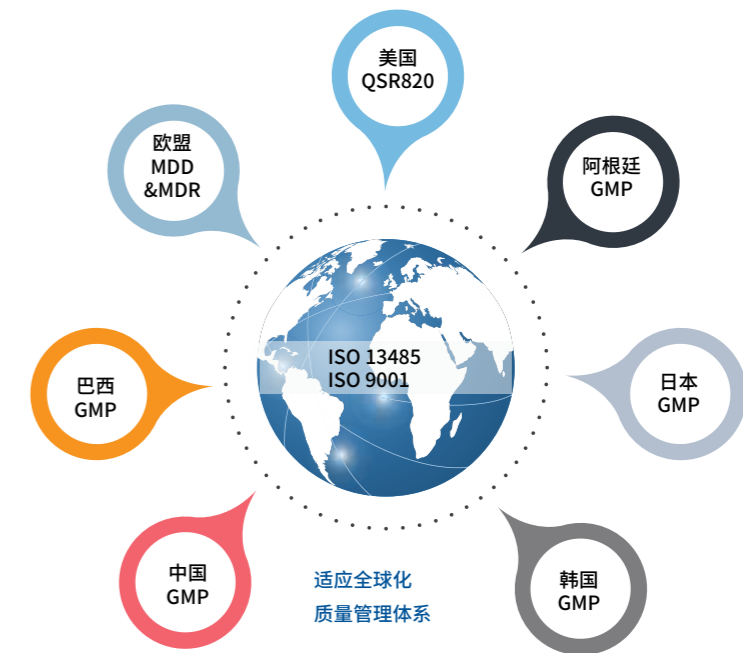 美国
QSR820
欧盟
MDD
&MDR
阿根廷
GMP
ISO 13485
ISO 9001
巴西
GMP
日本
GMP
中国
GMP
适应全球化
质量管理体系
韩国
GMP